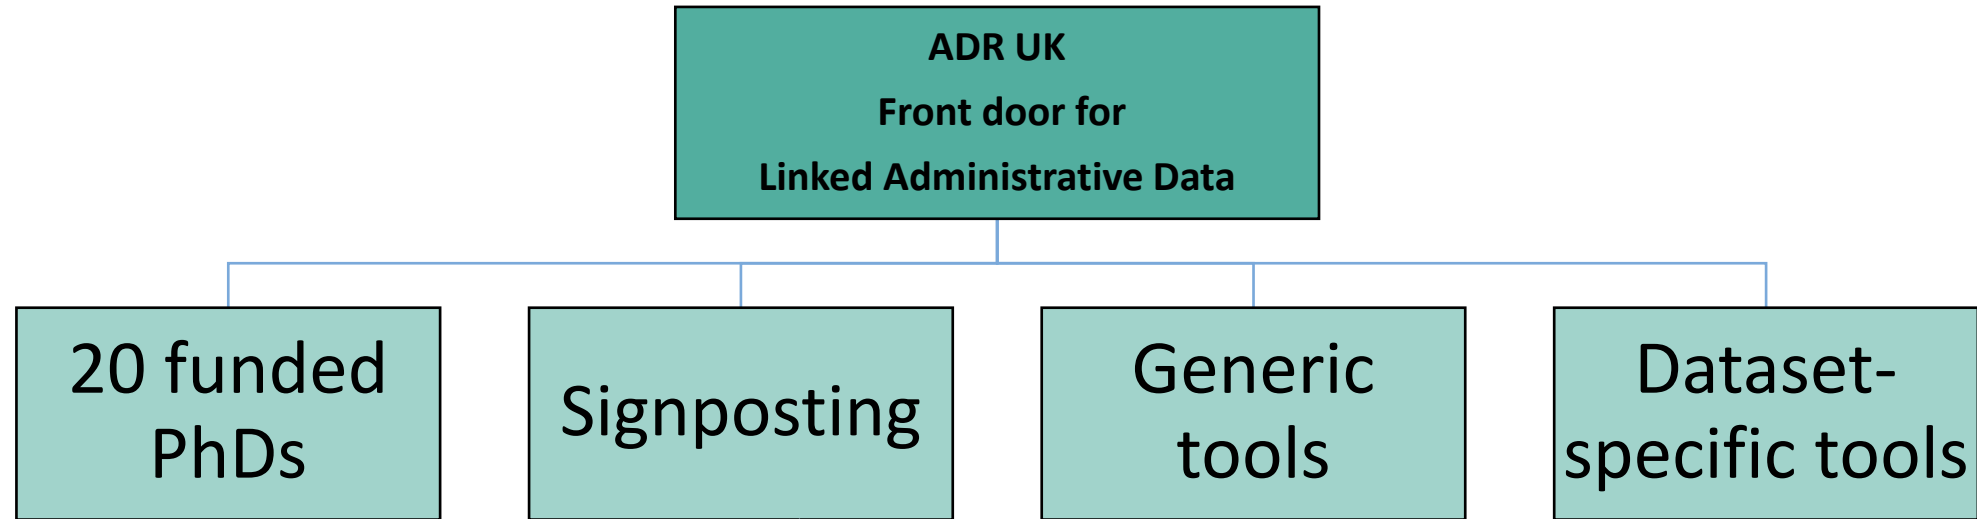 ADR UK
Front door for
Linked Administrative Data
20 funded
PhDs
Signposting
Generic
tools
Dataset-
specific tools